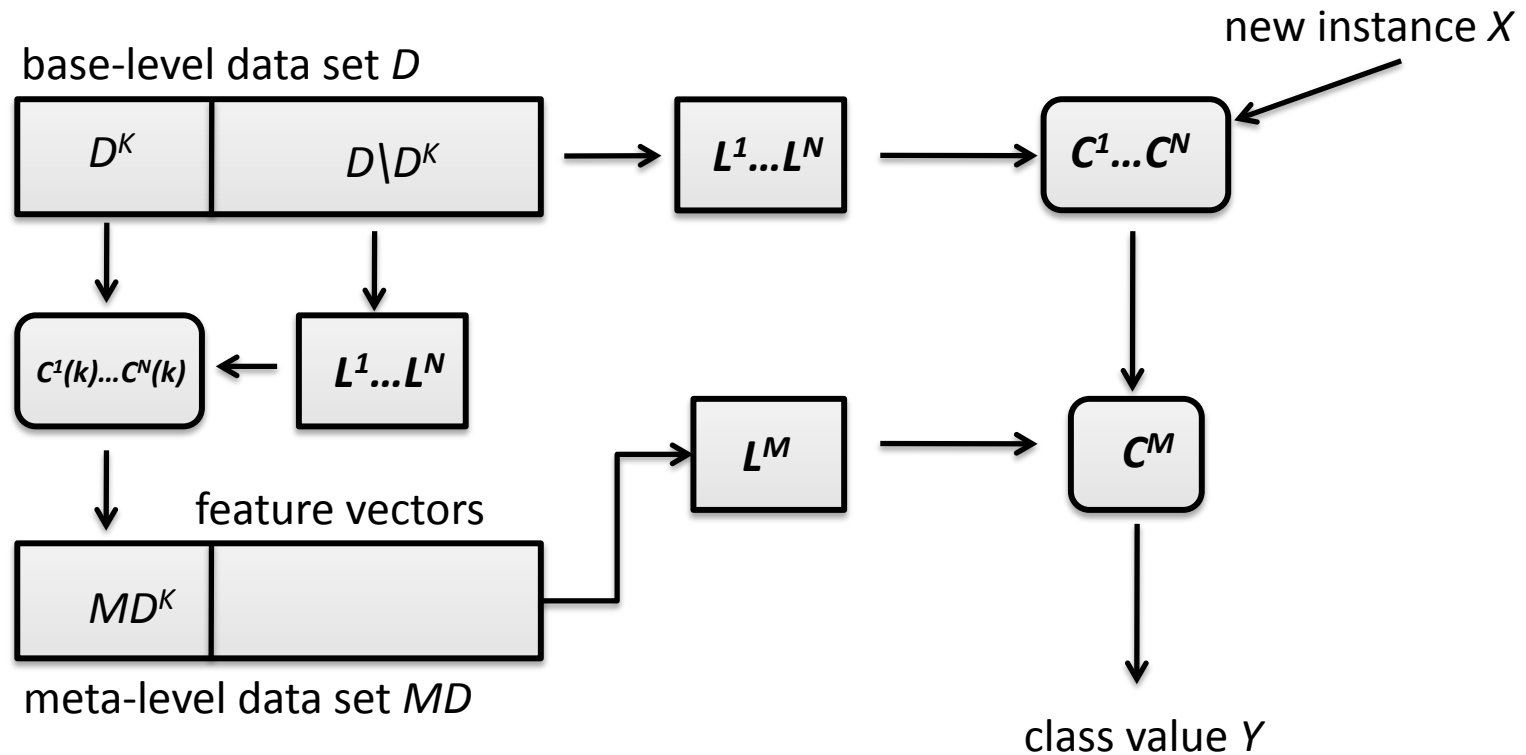 new instance X
base-level data set D
D^K
D\D^K
L^1...L^N
C^1...C^N
C^1(k)...C^N(k)
L^1...L^N
L^M
C^M
feature vectors
MD^K
meta-level data set MD
class value Y